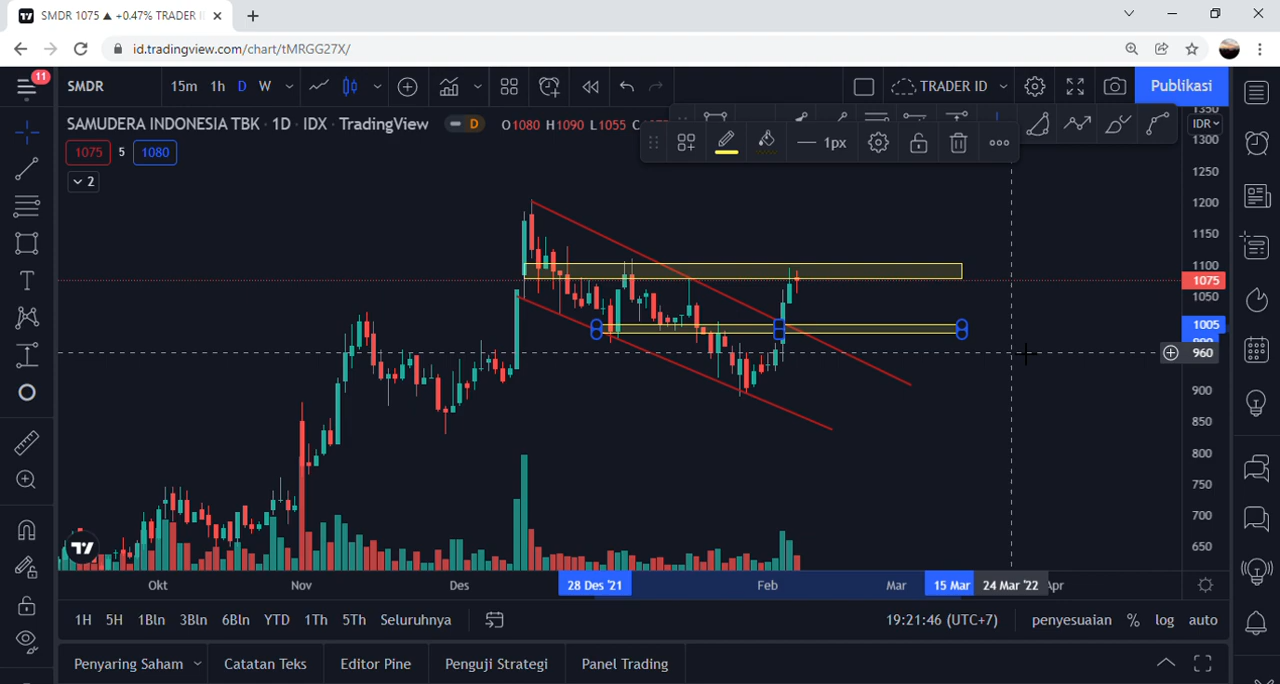 SMDR 1075 ▲ +0.47% TRADER I
id.tradingview.com/chart/tMRGG27X/
11
SMDR 15m 1h D W TRADER ID Publikasi
SAMUDERA INDONESIA TBK · 1D · IDX · TradingView D O1080 H1090 L1055
1075 5 1080
2
1px
IDR
1350
1300
1250
1200
1150
1100
1075
1050
1005
960
900
850
800
750
700
650
Okt Nov Des 28 Des '21 Feb Mar 15 Mar 24 Mar '22 Apr
1H 5H 1Bln 3Bln 6Bln YTD 1Th 5Th Seluruhnya 19:21:46 (UTC+7) penyesuaian % log auto
Penyaring Saham Catatan Teks Editor Pine Penguji Strategi Panel Trading